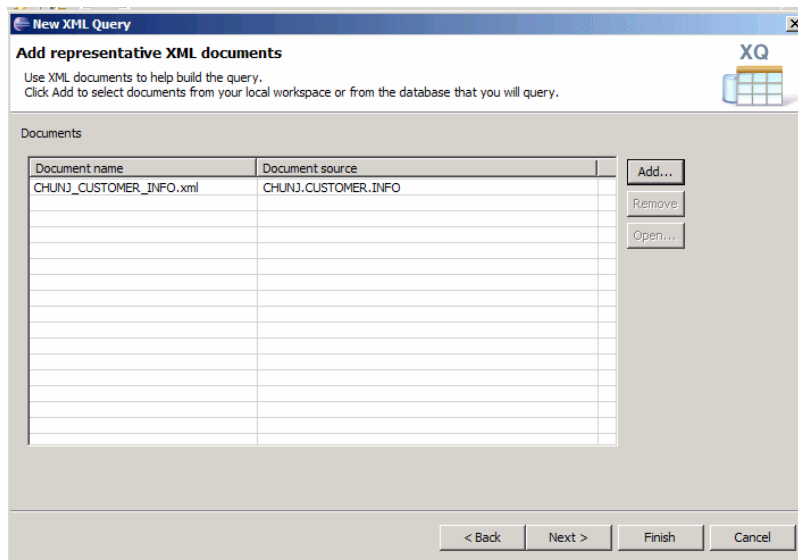 New XML Query
Add representative XML documents
XQ
Use XML documents to help build the query.
Click Add to select documents from your local workspace or from the database that you will query.
Documents
Document name Document source
Add...
CHUNJ_CUSTOMER_INFO.xml CHUNJ.CUSTOMER.INFO
Remove
Open...
< Back Next > Finish Cancel